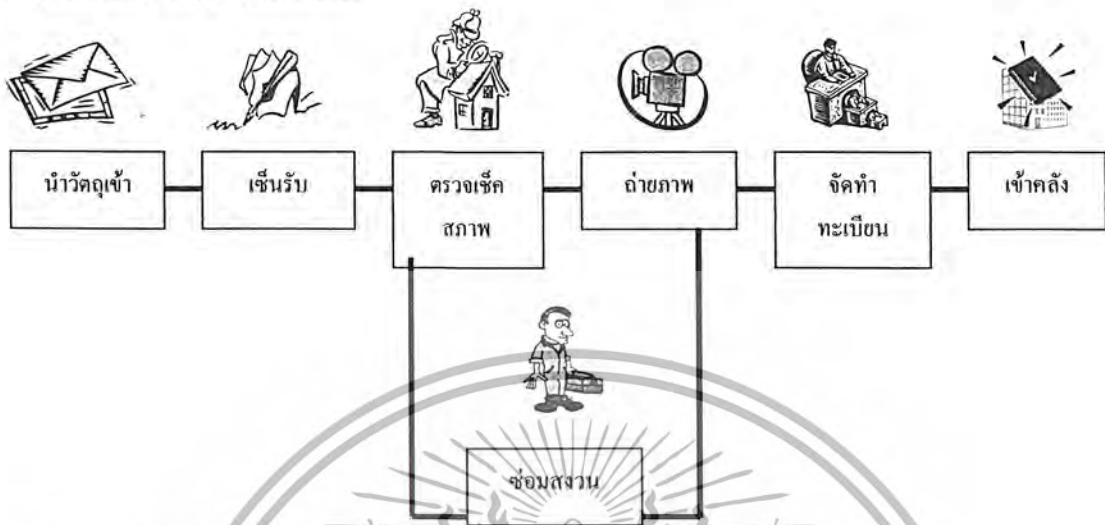 นำวัตถุเข้า
เซ็นรับ
ตรวจเช็ค
สภาพ
ถ่ายภาพ
จัดทำ
ทะเบียน
เข้าคลัง
ซ่อมสงวน